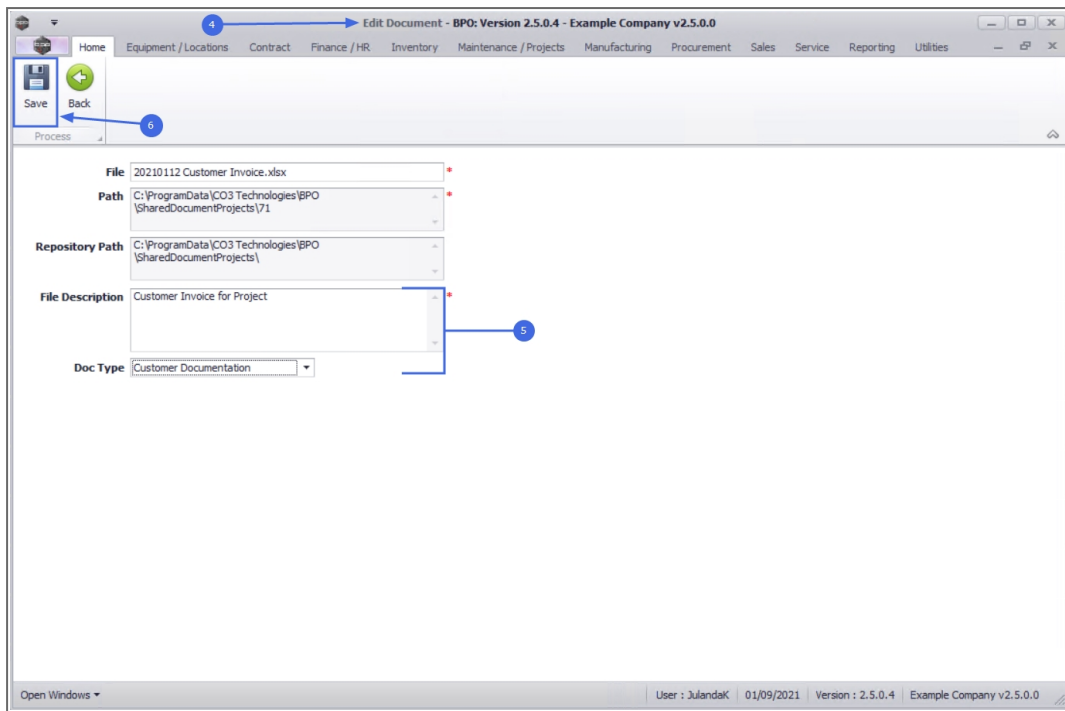 4
Edit Document - BPO: Version 2.5.0.4 - Example Company v2.5.0.0
Home Equipment / Locations Contract Finance / HR Inventory Maintenance / Projects Manufacturing Procurement Sales Service Reporting Utilities
Save Back
6
Process
File 20210112 Customer Invoice.xlsx *
Path C:\ProgramData\CO3 Technologies\BPO *
\SharedDocumentProjects\71
Repository Path C:\ProgramData\CO3 Technologies\BPO
\SharedDocumentProjects\
File Description Customer Invoice for Project *
5
Doc Type Customer Documentation
Open Windows User : JulandaK 01/09/2021 Version : 2.5.0.4 Example Company v2.5.0.0